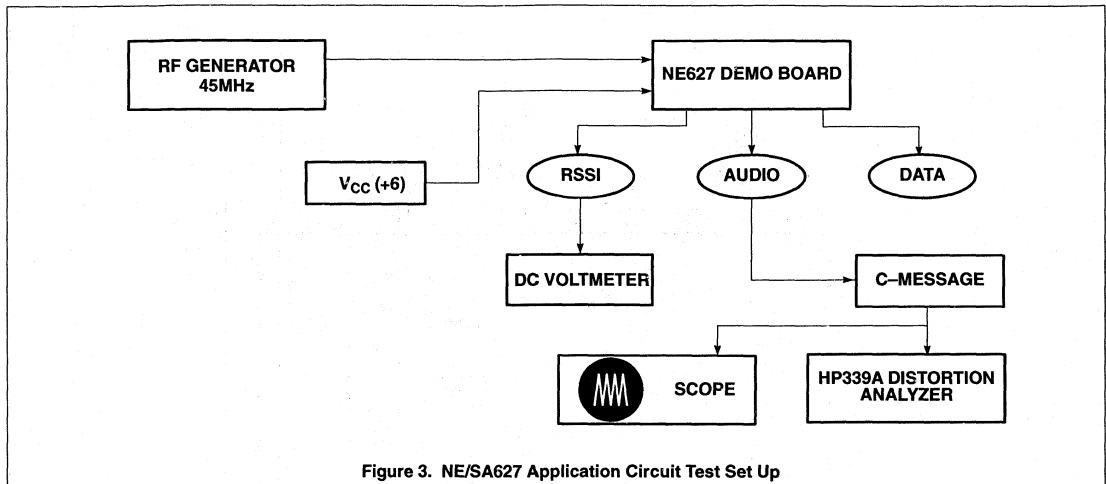 RF GENERATOR
45MHz
NE627 DEMO BOARD
VCC (+6)
RSSI
AUDIO
DATA
DC VOLTMETER
C–MESSAGE
SCOPE
HP339A DISTORTION
ANALYZER
Figure 3. NE/SA627 Application Circuit Test Set Up